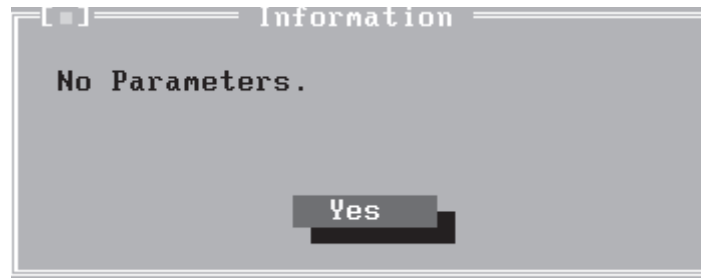 Information
No Parameters.
Yes